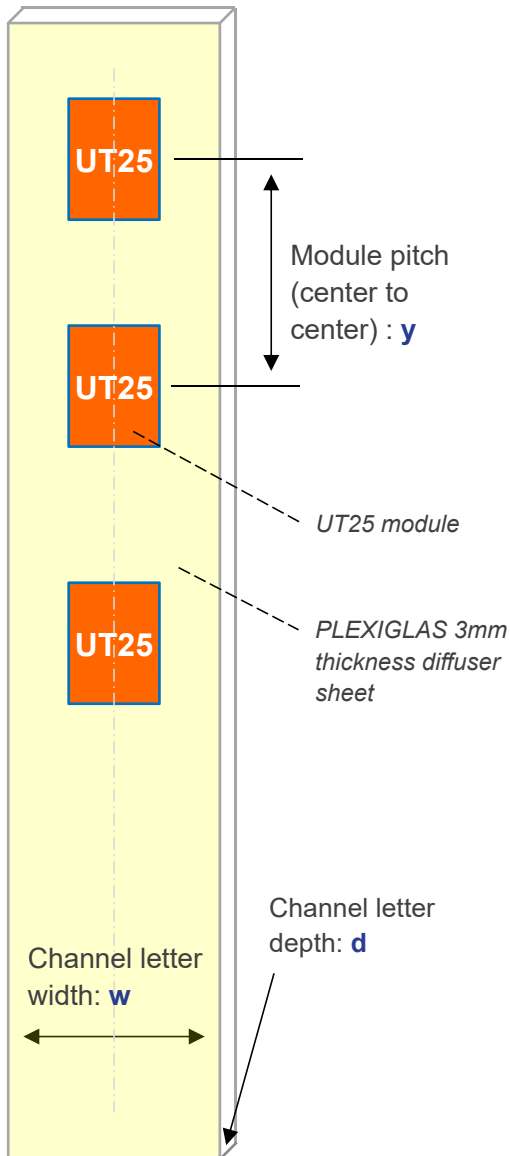 UT25
Module pitch
(center to
center) : y
UT25
UT25 module
PLEXIGLAS 3mm
thickness diffuser
sheet
UT25
Channel letter
depth: d
Channel letter
width: w